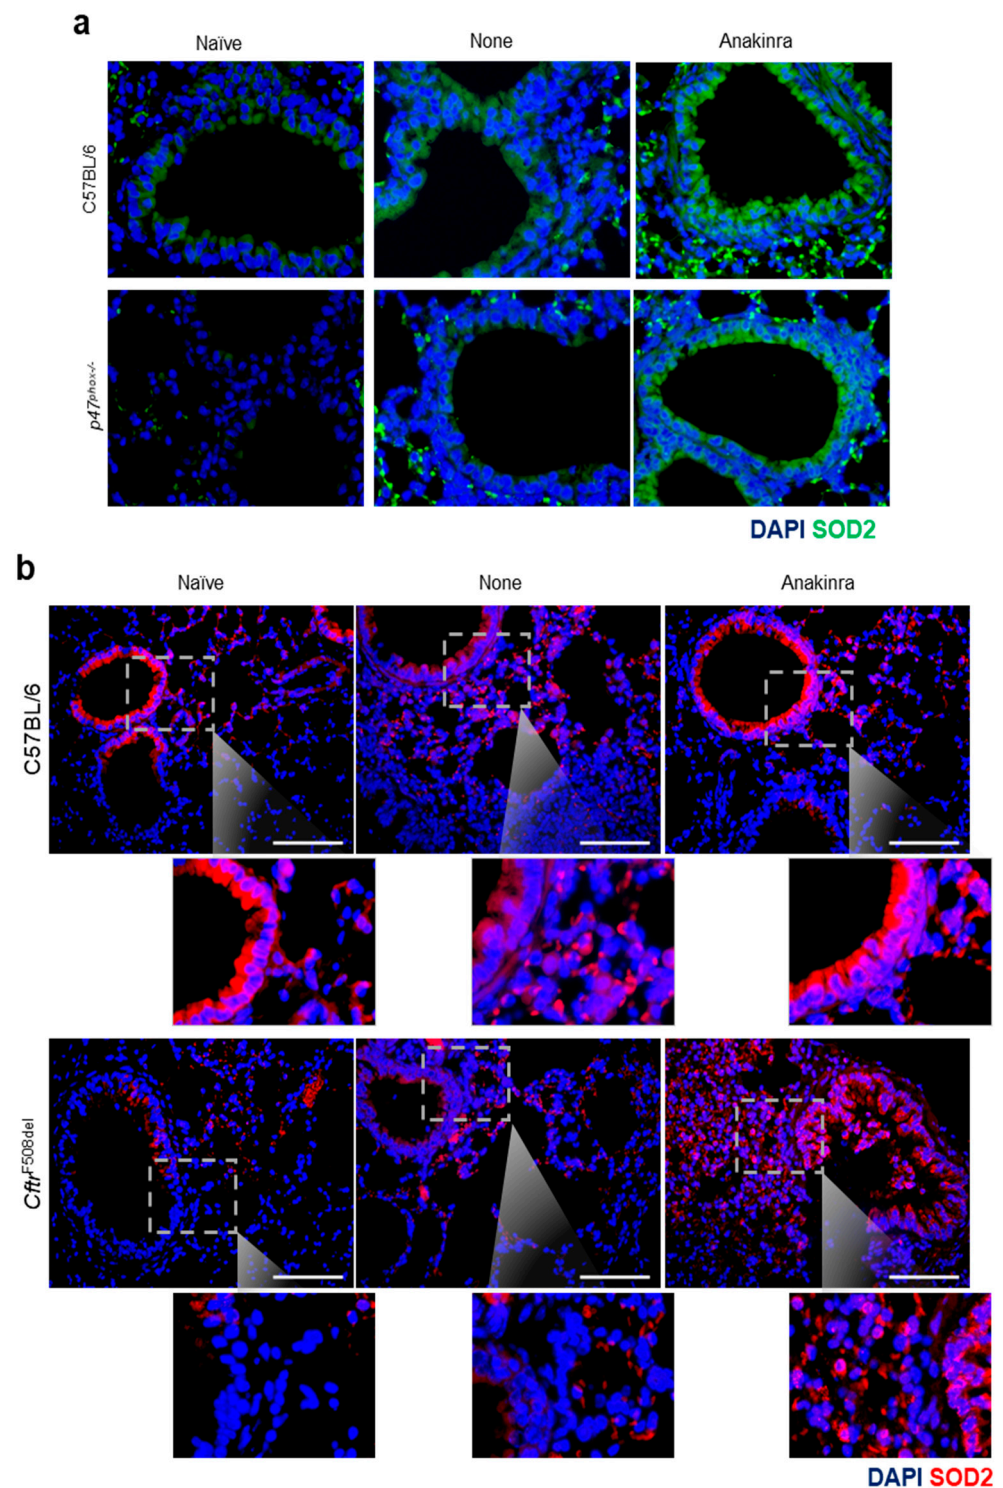 a
Naïve
None
Anakinra
C57BL/6
p47phox-/-
DAPI SOD2
b
Naïve
None
Anakinra
C57BL/6
CftrF508del
DAPI SOD2